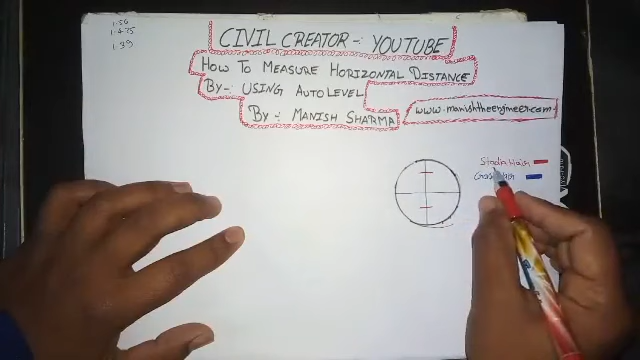 1.56
1.475
1.39
CIVIL CREATOR -: YOUTUBE
HOW TO MEASURE HORIZONTAL DISTANCE
BY -: USING AUTO LEVEL
BY : MANISH SHARMA
www.manishtheengineer.com
Stadia Hair